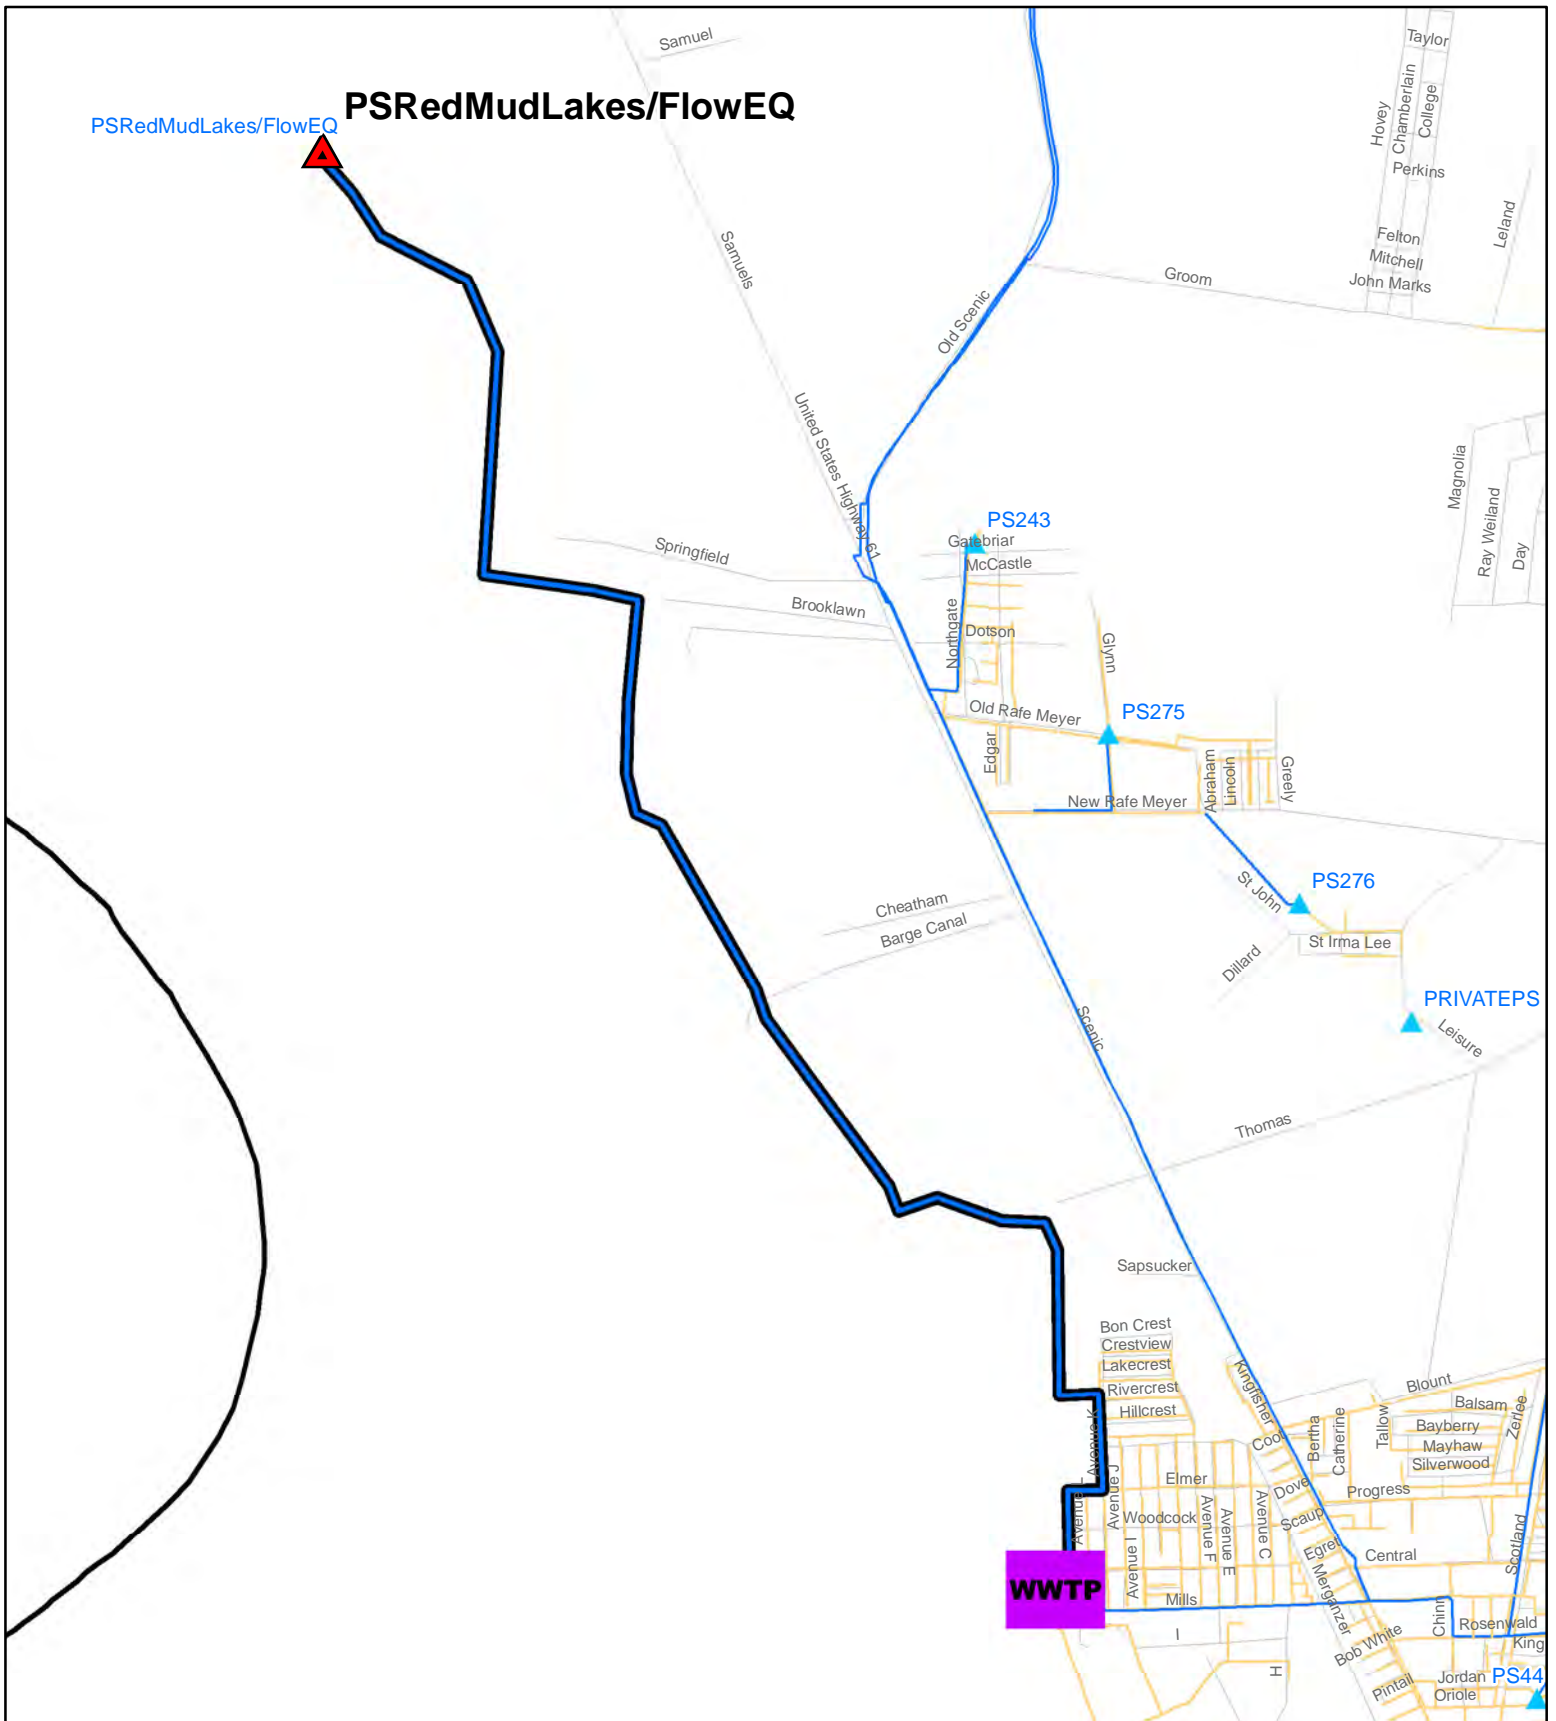 Samuel
Taylor
PSRedMudLakes/FlowEQ
PSRedMudLakes/FlowEQ
Hovey
Chamberlain
College
Perkins
Leland
Felton
Mitchell
John Marks
Samuels
Groom
Old Scenic
United States Highway 61
Magnolia
Ray Weiland
Day
PS243
Gatebriar
McCastle
Springfield
Brooklawn
Northgate
Dotson
Glynn
Old Rafe Meyer
PS275
Edgar
Abraham
Lincoln
Greely
New Rafe Meyer
St John
PS276
Cheatham
Barge Canal
St Irma Lee
Dillard
PRIVATEPS
Leisure
Scenic
Thomas
Sapsucker
Bon Crest
Crestview
Lakecrest
Rivercrest
Hillcrest
Kingfisher
Blount
Balsam
Zerlee
Bayberry
Mayhaw
Silverwood
Tallow
Catherine
Bertha
Coot
Avenue K
Avenue J
Elmer
Dove
Progress
Avenue
Woodcock
Avenue I
Avenue F
Avenue E
Avenue C
Scaup
Egret
Central
Scotland
WWTP
Mills
Merganzer
Chinn
Rosenwald
King
I
H
Bob White
Pintail
Jordan
Oriole
PS44